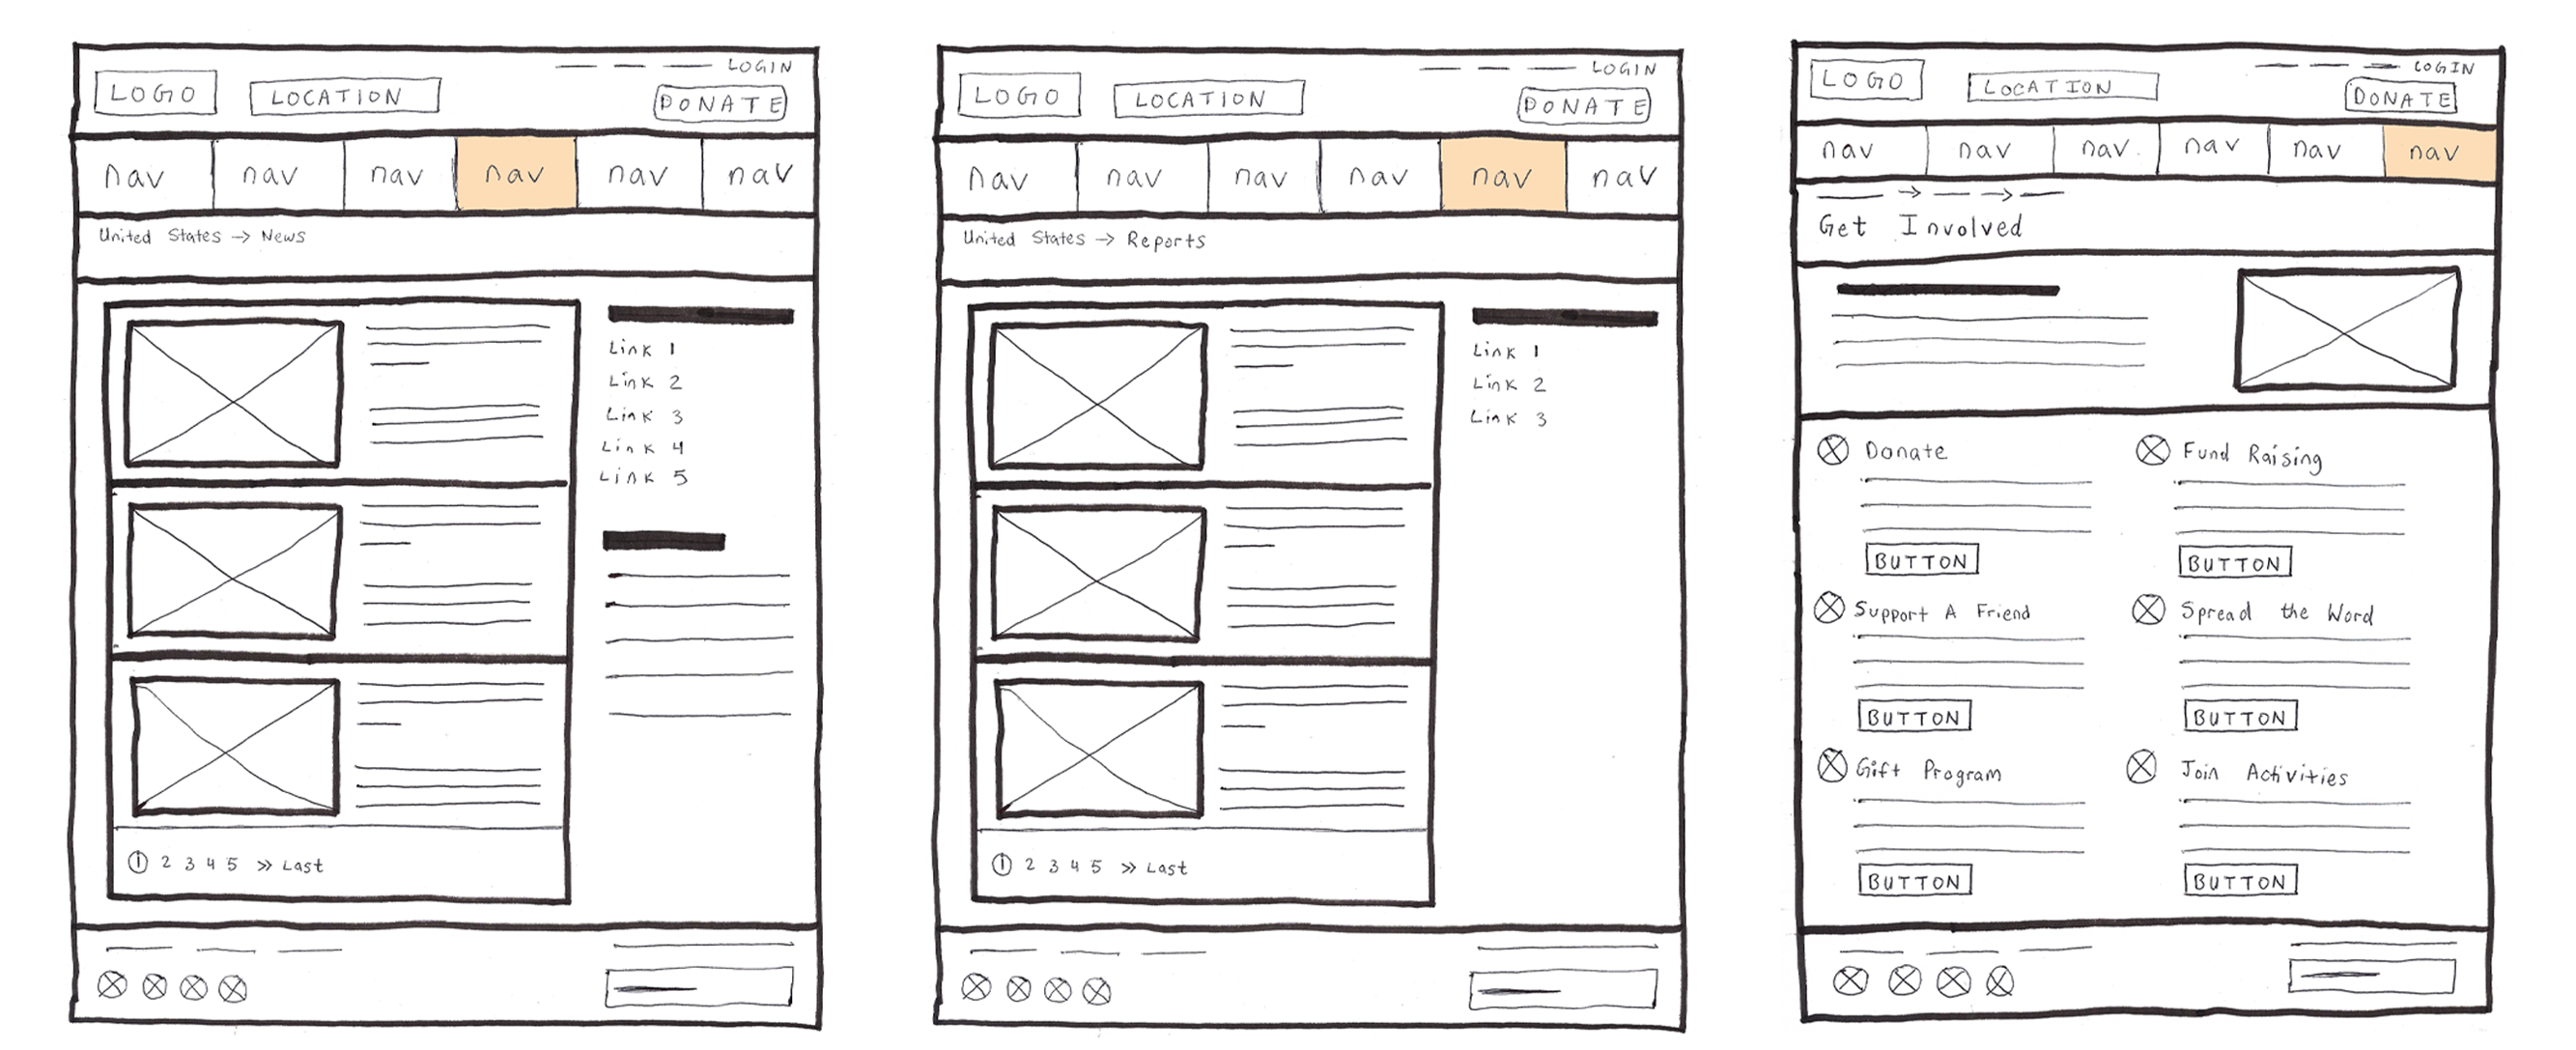 LOGIN
LOGO LOCATION DONATE
nav nav nav nav nav nav
United States → News
Link 1
Link 2
Link 3
Link 4
Link 5
1 2 3 4 5 >> Last
LOGIN
LOGO LOCATION DONATE
nav nav nav nav nav nav
United States → Reports
Link 1
Link 2
Link 3
1 2 3 4 5 >> Last
LOGIN
LOGO LOCATION DONATE
nav nav nav nav nav nav
Get Involved
Donate Fund Raising
BUTTON BUTTON
Support A Friend Spread the Word
BUTTON BUTTON
Gift Program Join Activities
BUTTON BUTTON